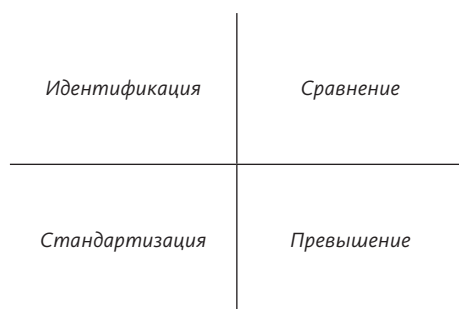 Идентификация
Сравнение
Стандартизация
Превышение